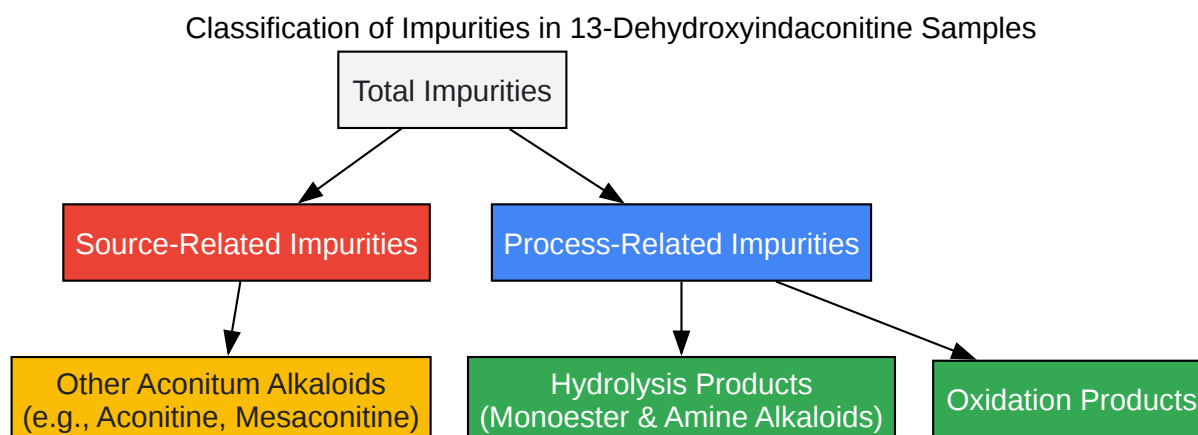 Classification of Impurities in 13-Dehydroxyindaconitine Samples
Total Impurities
Source-Related Impurities
Process-Related Impurities
Other Aconitum Alkaloids
(e.g., Aconitine, Mesaconitine)
Hydrolysis Products
(Monoester & Amine Alkaloids)
Oxidation Products